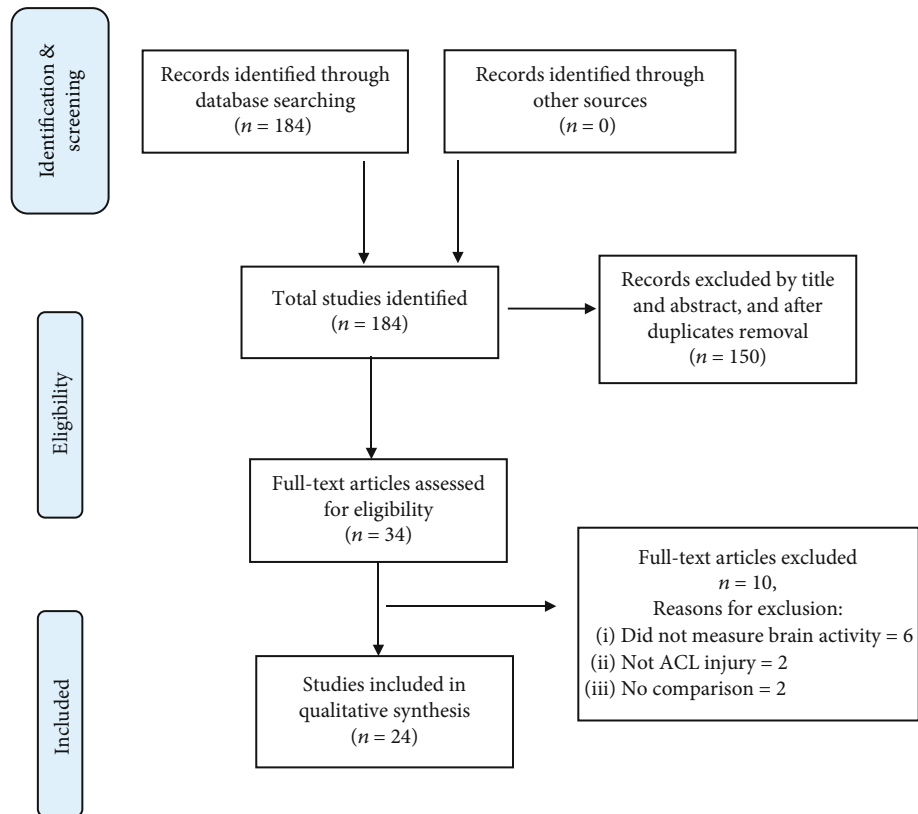 Identification &
screening
Records identified through
database searching
(n = 184)
Records identified through
other sources
(n = 0)
Total studies identified
(n = 184)
Records excluded by title
and abstract, and after
duplicates removal
(n = 150)
Eligibility
Full-text articles assessed
for eligibility
(n = 34)
Full-text articles excluded
n = 10,
Reasons for exclusion:
(i) Did not measure brain activity = 6
(ii) Not ACL injury = 2
(iii) No comparison = 2
Included
Studies included in
qualitative synthesis
(n = 24)